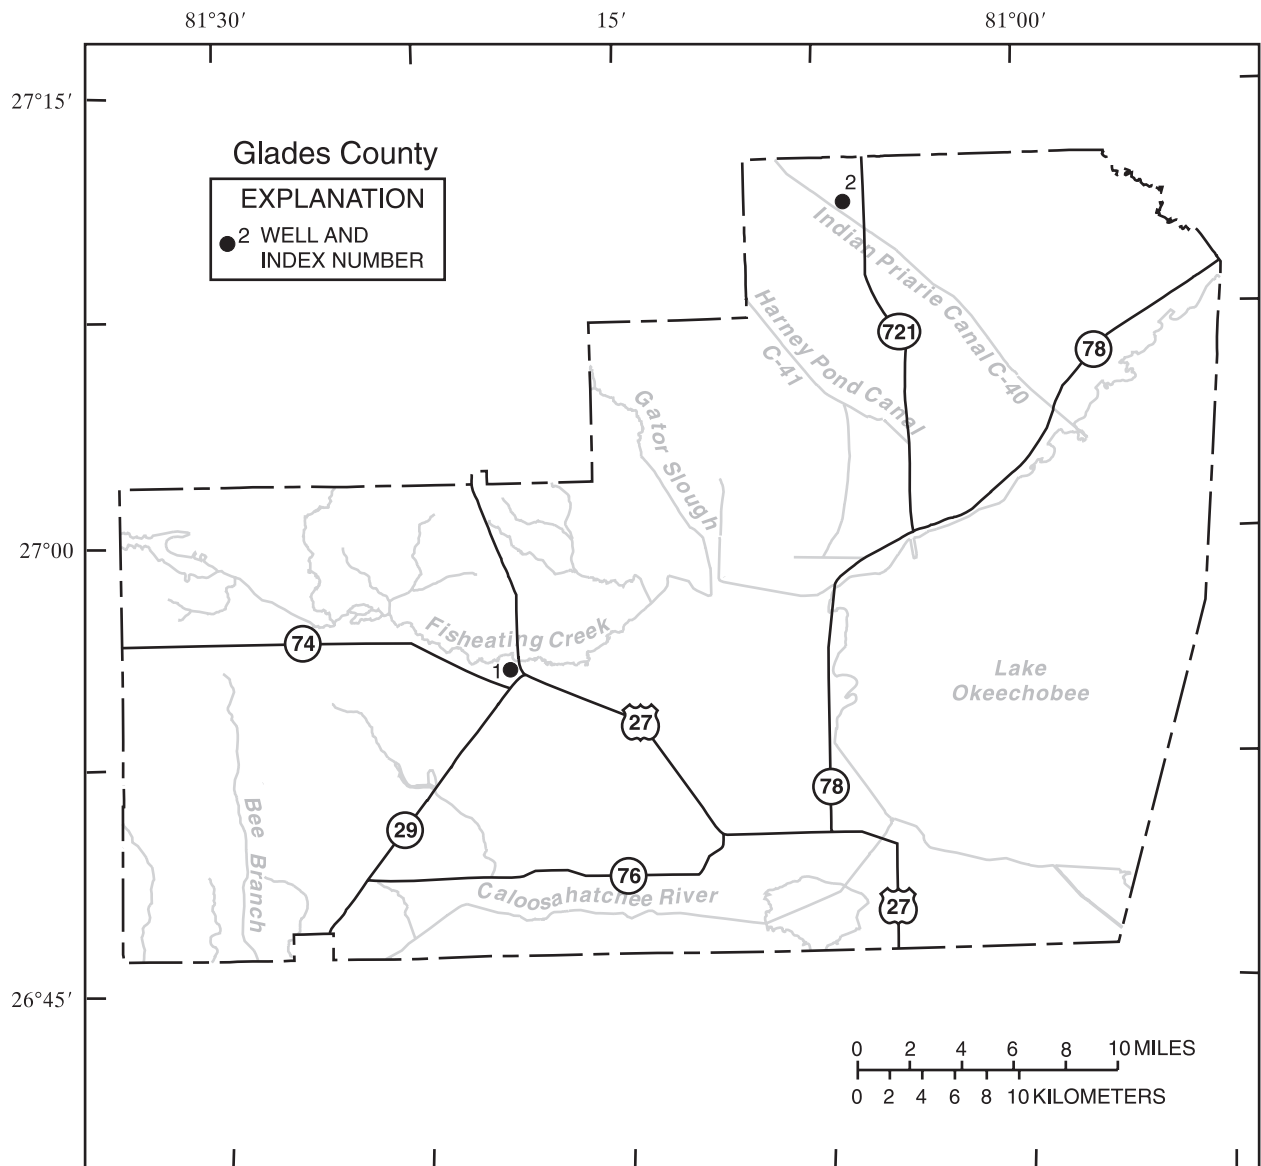 81°30′ 15′ 81°00′
27°15′
Glades County
EXPLANATION
2 WELL AND
INDEX NUMBER
2
Indian Priarie Canal C-40
Harney Pond Canal
C-41
721
78
Gator Slough
27°00
Fisheating Creek
74
1
Lake
Okeechobee
27
78
Bee Branch
29
76
Caloosahatchee River
27
26°45′
0 2 4 6 8 10 MILES
0 2 4 6 8 10 KILOMETERS